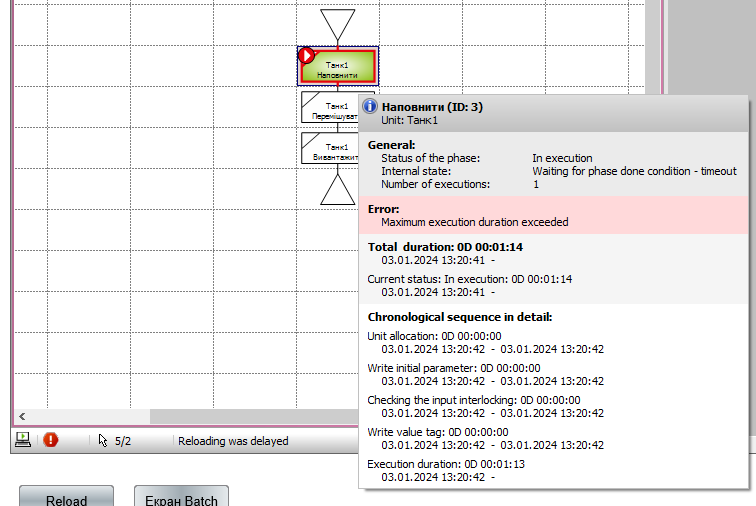 Танк1
Наповнити
Танк1
Перемішуват
Танк1
Вивантажит
Наповнити (ID: 3)
Unit: Танк1
General:
Status of the phase: In execution
Internal state: Waiting for phase done condition - timeout
Number of executions: 1
Error:
Maximum execution duration exceeded
Total duration: 0D 00:01:14
03.01.2024 13:20:41 -
Current status: In execution: 0D 00:01:14
03.01.2024 13:20:41 -
Chronological sequence in detail:
Unit allocation: 0D 00:00:00
03.01.2024 13:20:42 - 03.01.2024 13:20:42
Write initial parameter: 0D 00:00:00
03.01.2024 13:20:42 - 03.01.2024 13:20:42
Checking the input interlocking: 0D 00:00:00
03.01.2024 13:20:42 - 03.01.2024 13:20:42
Write value tag: 0D 00:00:00
03.01.2024 13:20:42 - 03.01.2024 13:20:42
Execution duration: 0D 00:01:13
03.01.2024 13:20:42 -
5/2 Reloading was delayed
Reload Екран Batch